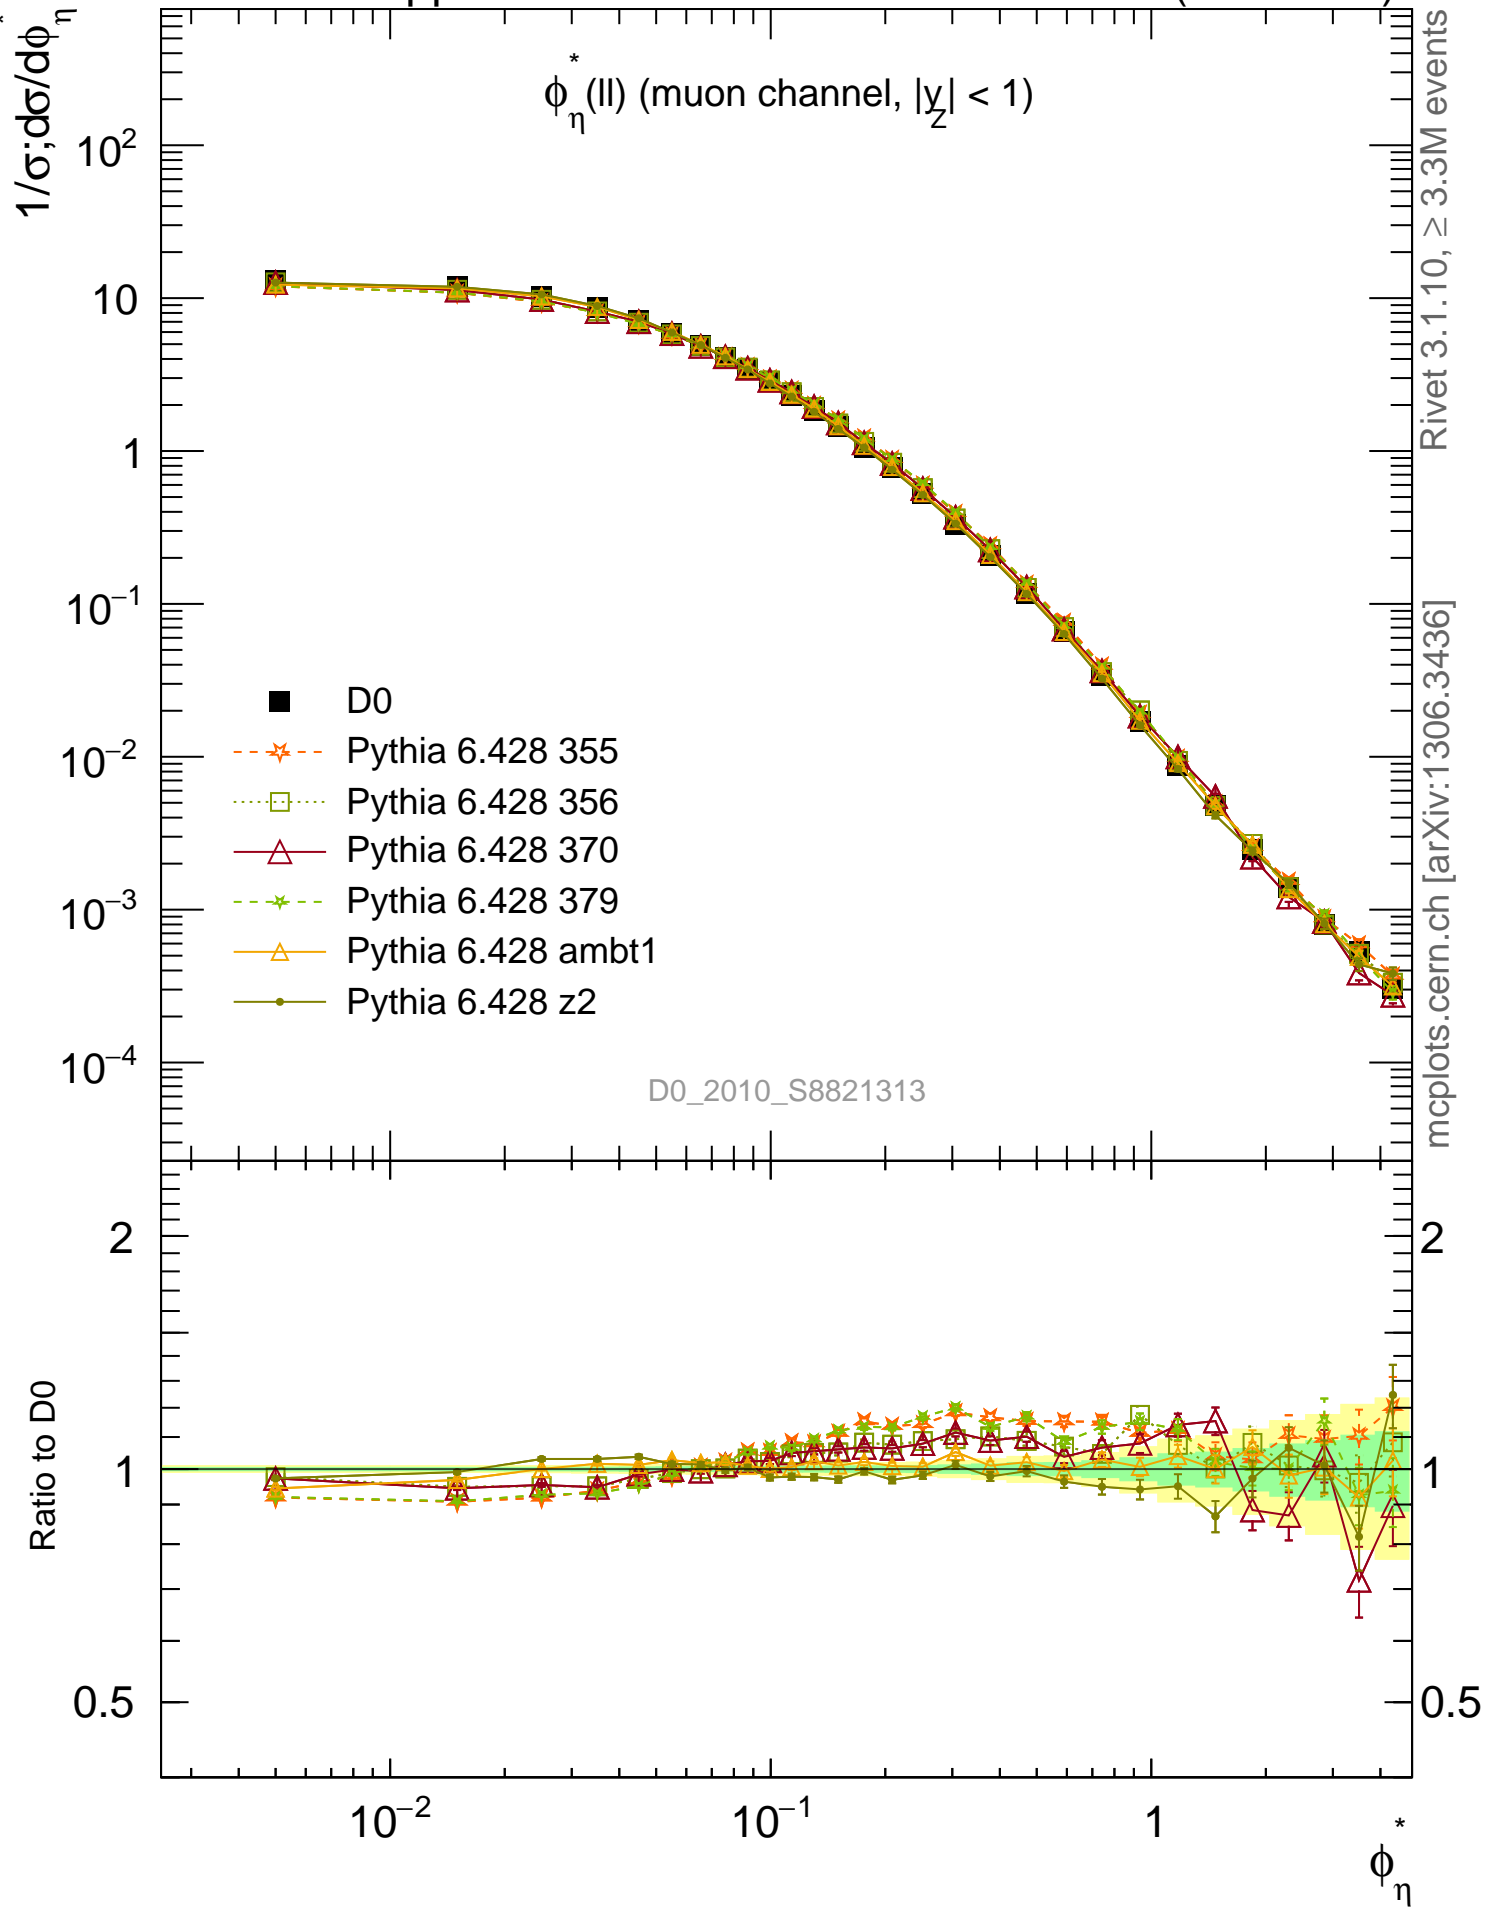 1/σ;dσ/dϕ*η
ϕ*η(ll) (muon channel, |yZ| < 1)
10²
10
1
10⁻¹
10⁻²
10⁻³
10⁻⁴
D0
Pythia 6.428 355
Pythia 6.428 356
Pythia 6.428 370
Pythia 6.428 379
Pythia 6.428 ambt1
Pythia 6.428 z2
D0_2010_S8821313
Rivet 3.1.10, ≥ 3.3M events
mcplots.cern.ch [arXiv:1306.3436]
Ratio to D0
2
1
0.5
2
1
0.5
10⁻²
10⁻¹
1
ϕ*η